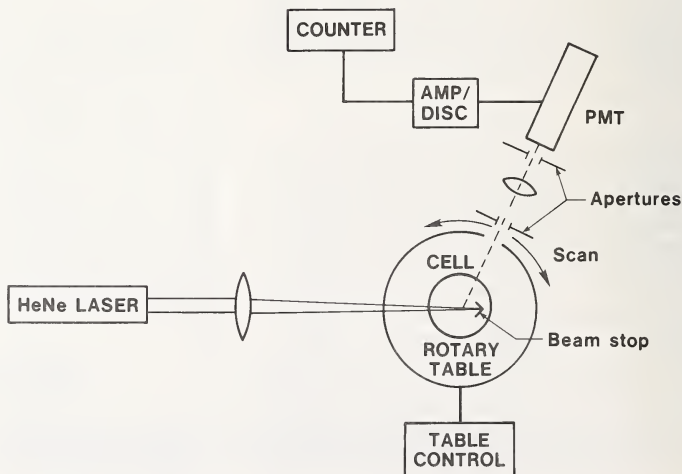 COUNTER
AMP/
DISC
PMT
Apertures
Scan
CELL
HeNe LASER
Beam stop
ROTARY
TABLE
TABLE
CONTROL